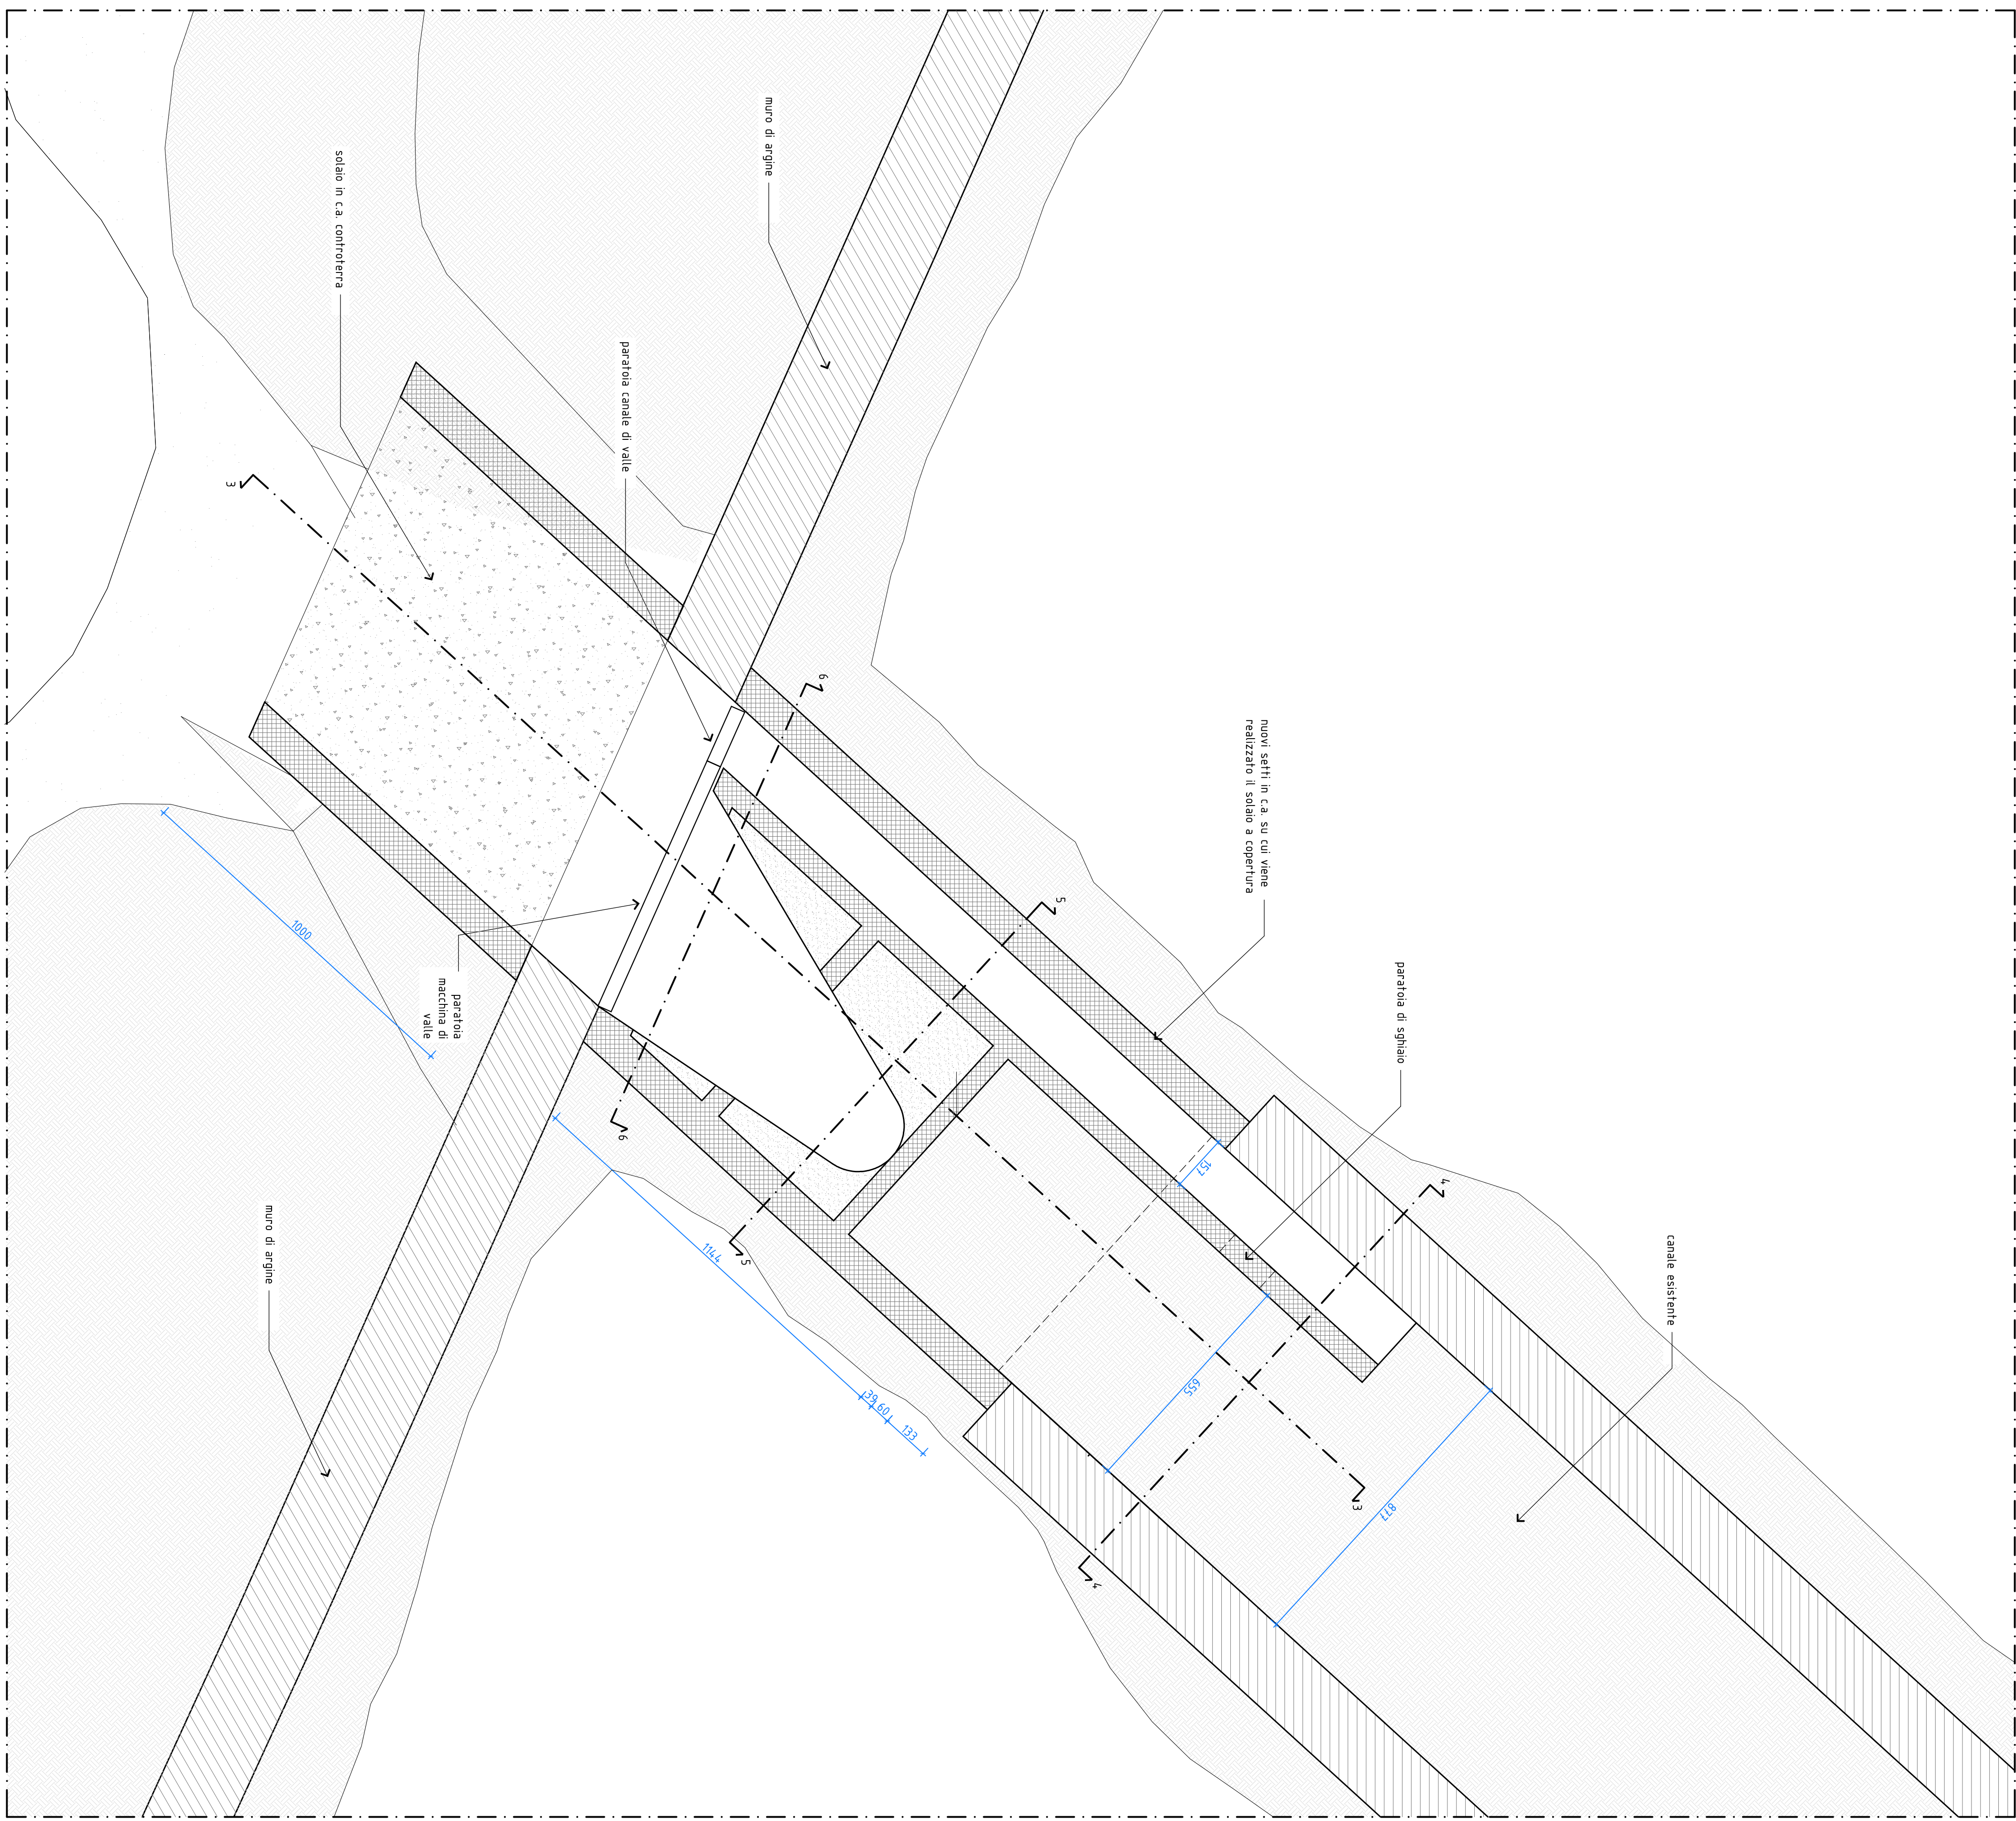 muro di argine
solaio in c.a. controterra
paratoia canale di valle
3
6
nuovi setti in c.a. su cui viene
realizzato il solaio a copertura
5
paratoia di sghiaio
1000
paratoia
macchina di
valle
6
157
4
muro di argine
1144
5
canale esistente
655
39
60
133
3
877
4